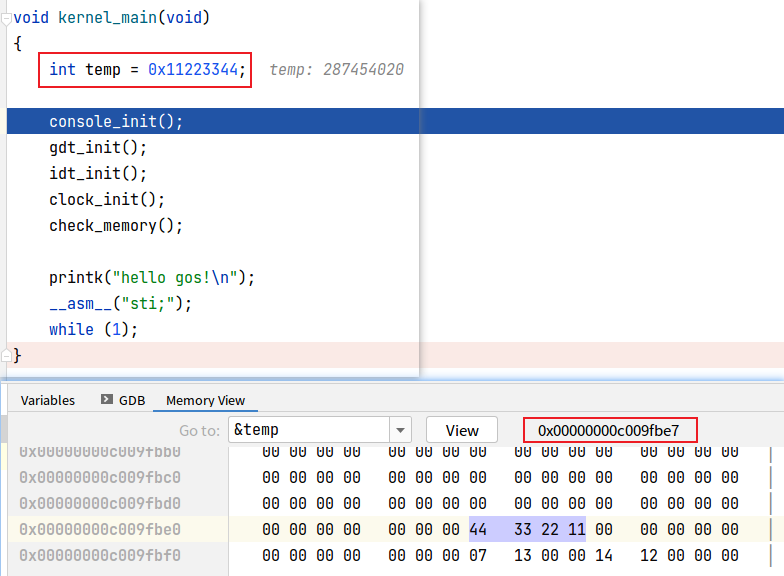 void kernel_main(void)
{
    int temp = 0x11223344;   temp: 287454020
    console_init();
    gdt_init();
    idt_init();
    clock_init();
    check_memory();
    printk("hello gos!\n");
    __asm__("sti;");
    while (1);
}
Variables GDB Memory View
Go to: &temp View 0x00000000c009fbe7
0x00000000c009fbb0 00 00 00 00 00 00 00 00 00 00 00 00 00 00 00 00 |
0x00000000c009fbc0 00 00 00 00 00 00 00 00 00 00 00 00 00 00 00 00 |
0x00000000c009fbd0 00 00 00 00 00 00 00 00 00 00 00 00 00 00 00 00 |
0x00000000c009fbe0 00 00 00 00 00 00 00 44 33 22 11 00 00 00 00 00 |
0x00000000c009fbf0 00 00 00 00 00 00 00 07 13 00 00 14 12 00 00 00 |